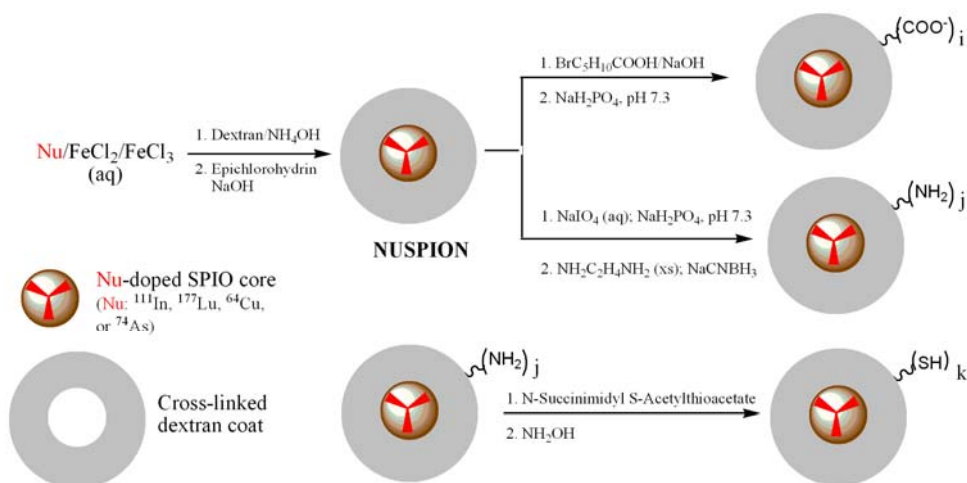 (COO⁻)i
1. BrC₅H₁₀COOH/NaOH
2. NaH₂PO₄, pH 7.3
Nu/FeCl₂/FeCl₃
(aq)
1. Dextran/NH₄OH
2. Epichlorohydrin
NaOH
NUSPION
(NH₂)j
1. NaIO₄ (aq); NaH₂PO₄, pH 7.3
2. NH₂C₂H₄NH₂ (xs); NaCNBH₃
Nu-doped SPIO core
(Nu: ¹¹¹In, ¹⁷⁷Lu, ⁶⁴Cu,
or ⁷⁴As)
Cross-linked
dextran coat
(NH₂)j
1. N-Succinimidyl S-Acetylthioacetate
2. NH₂OH
(SH)k